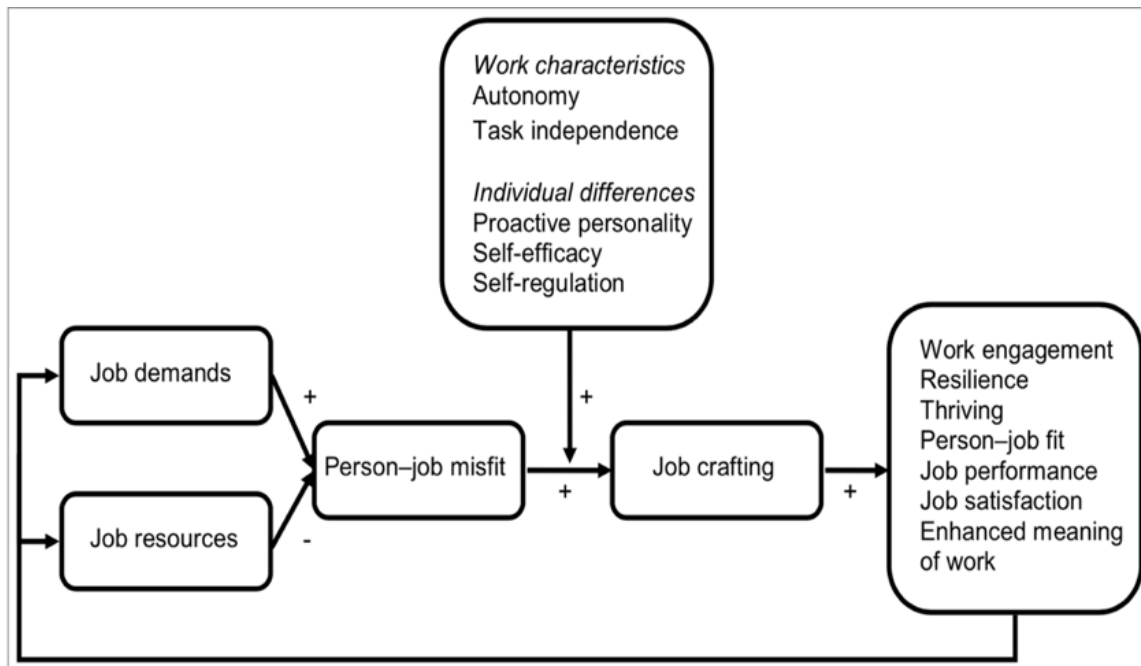 Work characteristics
Autonomy
Task independence
Individual differences
Proactive personality
Self-efficacy
Self-regulation
Job demands
+
Person–job misfit
Job resources
-
+
+
Job crafting
+
Work engagement
Resilience
Thriving
Person–job fit
Job performance
Job satisfaction
Enhanced meaning
of work